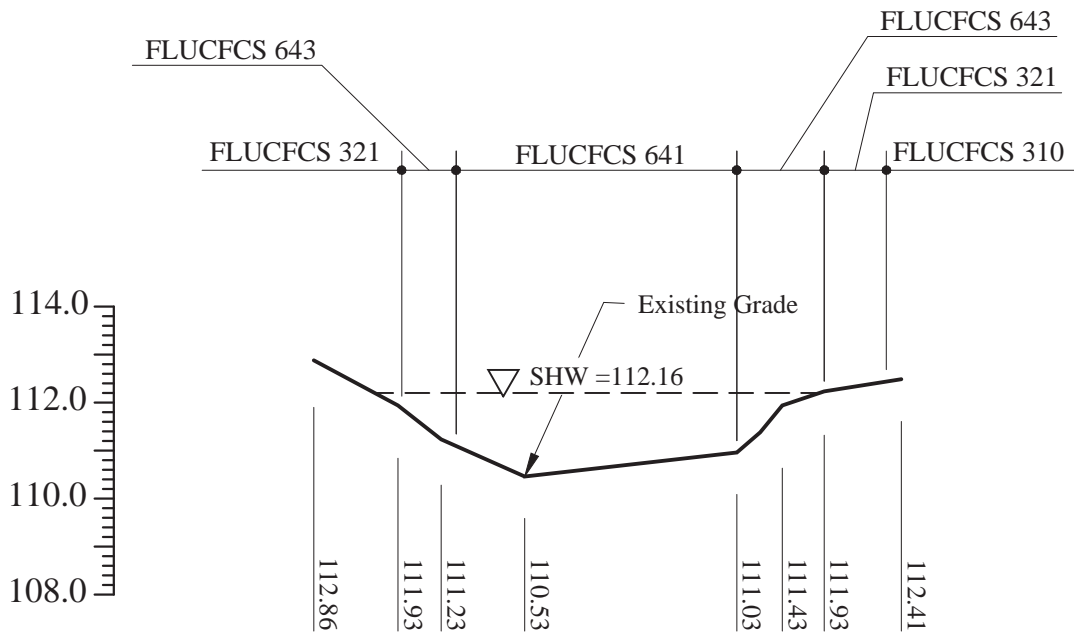 FLUCFCS 643
FLUCFCS 643
FLUCFCS 321
FLUCFCS 321
FLUCFCS 641
FLUCFCS 310
114.0
Existing Grade
SHW =112.16
112.0
110.0
108.0
112.86
111.93
111.23
110.53
111.03
111.43
111.93
112.41